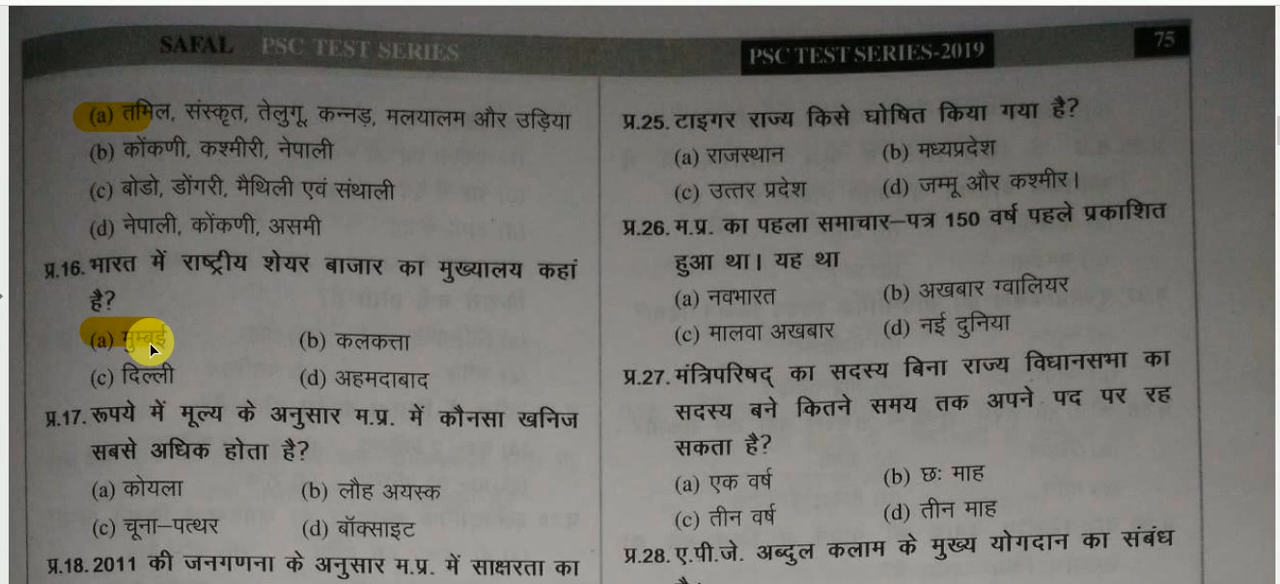 SAFAL PSC TEST SERIES
PSC TEST SERIES-2019
75
(a) तमिल, संस्कृत, तेलुगू, कन्नड़, मलयालम और उड़िया
(b) कोंकणी, कश्मीरी, नेपाली
(c) बोडो, डोंगरी, मैथिली एवं संथाली
(d) नेपाली, कोंकणी, असमी
प्र.16. भारत में राष्ट्रीय शेयर बाजार का मुख्यालय कहां
है?
(a) मुम्बई (b) कलकत्ता
(c) दिल्ली (d) अहमदाबाद
प्र.17. रूपये में मूल्य के अनुसार म.प्र. में कौनसा खनिज
सबसे अधिक होता है?
(a) कोयला (b) लौह अयस्क
(c) चूना–पत्थर (d) बॉक्साइट
प्र.18. 2011 की जनगणना के अनुसार म.प्र. में साक्षरता का
प्र.25. टाइगर राज्य किसे घोषित किया गया है?
(a) राजस्थान (b) मध्यप्रदेश
(c) उत्तर प्रदेश (d) जम्मू और कश्मीर।
प्र.26. म.प्र. का पहला समाचार–पत्र 150 वर्ष पहले प्रकाशित
हुआ था। यह था
(a) नवभारत (b) अखबार ग्वालियर
(c) मालवा अखबार (d) नई दुनिया
प्र.27. मंत्रिपरिषद् का सदस्य बिना राज्य विधानसभा का
सदस्य बने कितने समय तक अपने पद पर रह
सकता है?
(a) एक वर्ष (b) छः माह
(c) तीन वर्ष (d) तीन माह
प्र.28. ए.पी.जे. अब्दुल कलाम के मुख्य योगदान का संबंध